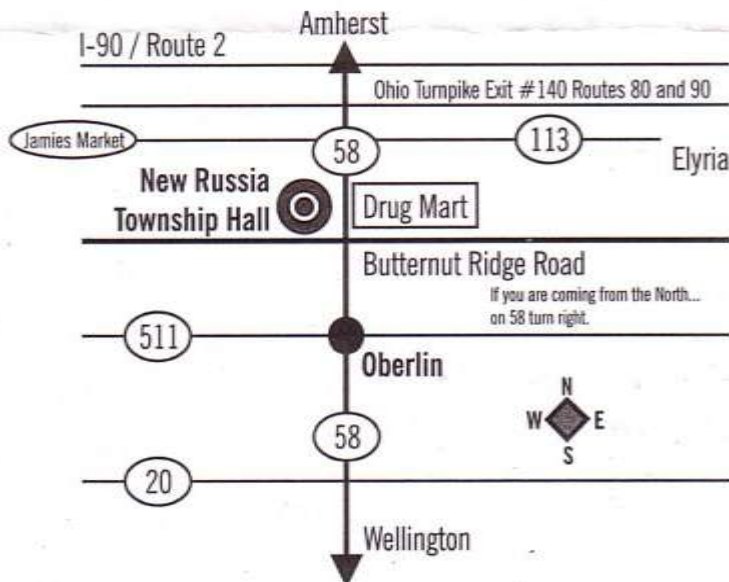 Amherst
I-90 / Route 2
Ohio Turnpike Exit #140 Routes 80 and 90
Jamies Market
58
113
Elyria
New Russia
Township Hall
Drug Mart
Butternut Ridge Road
If you are coming from the North...
on 58 turn right.
511
Oberlin
N
W E
S
58
20
Wellington